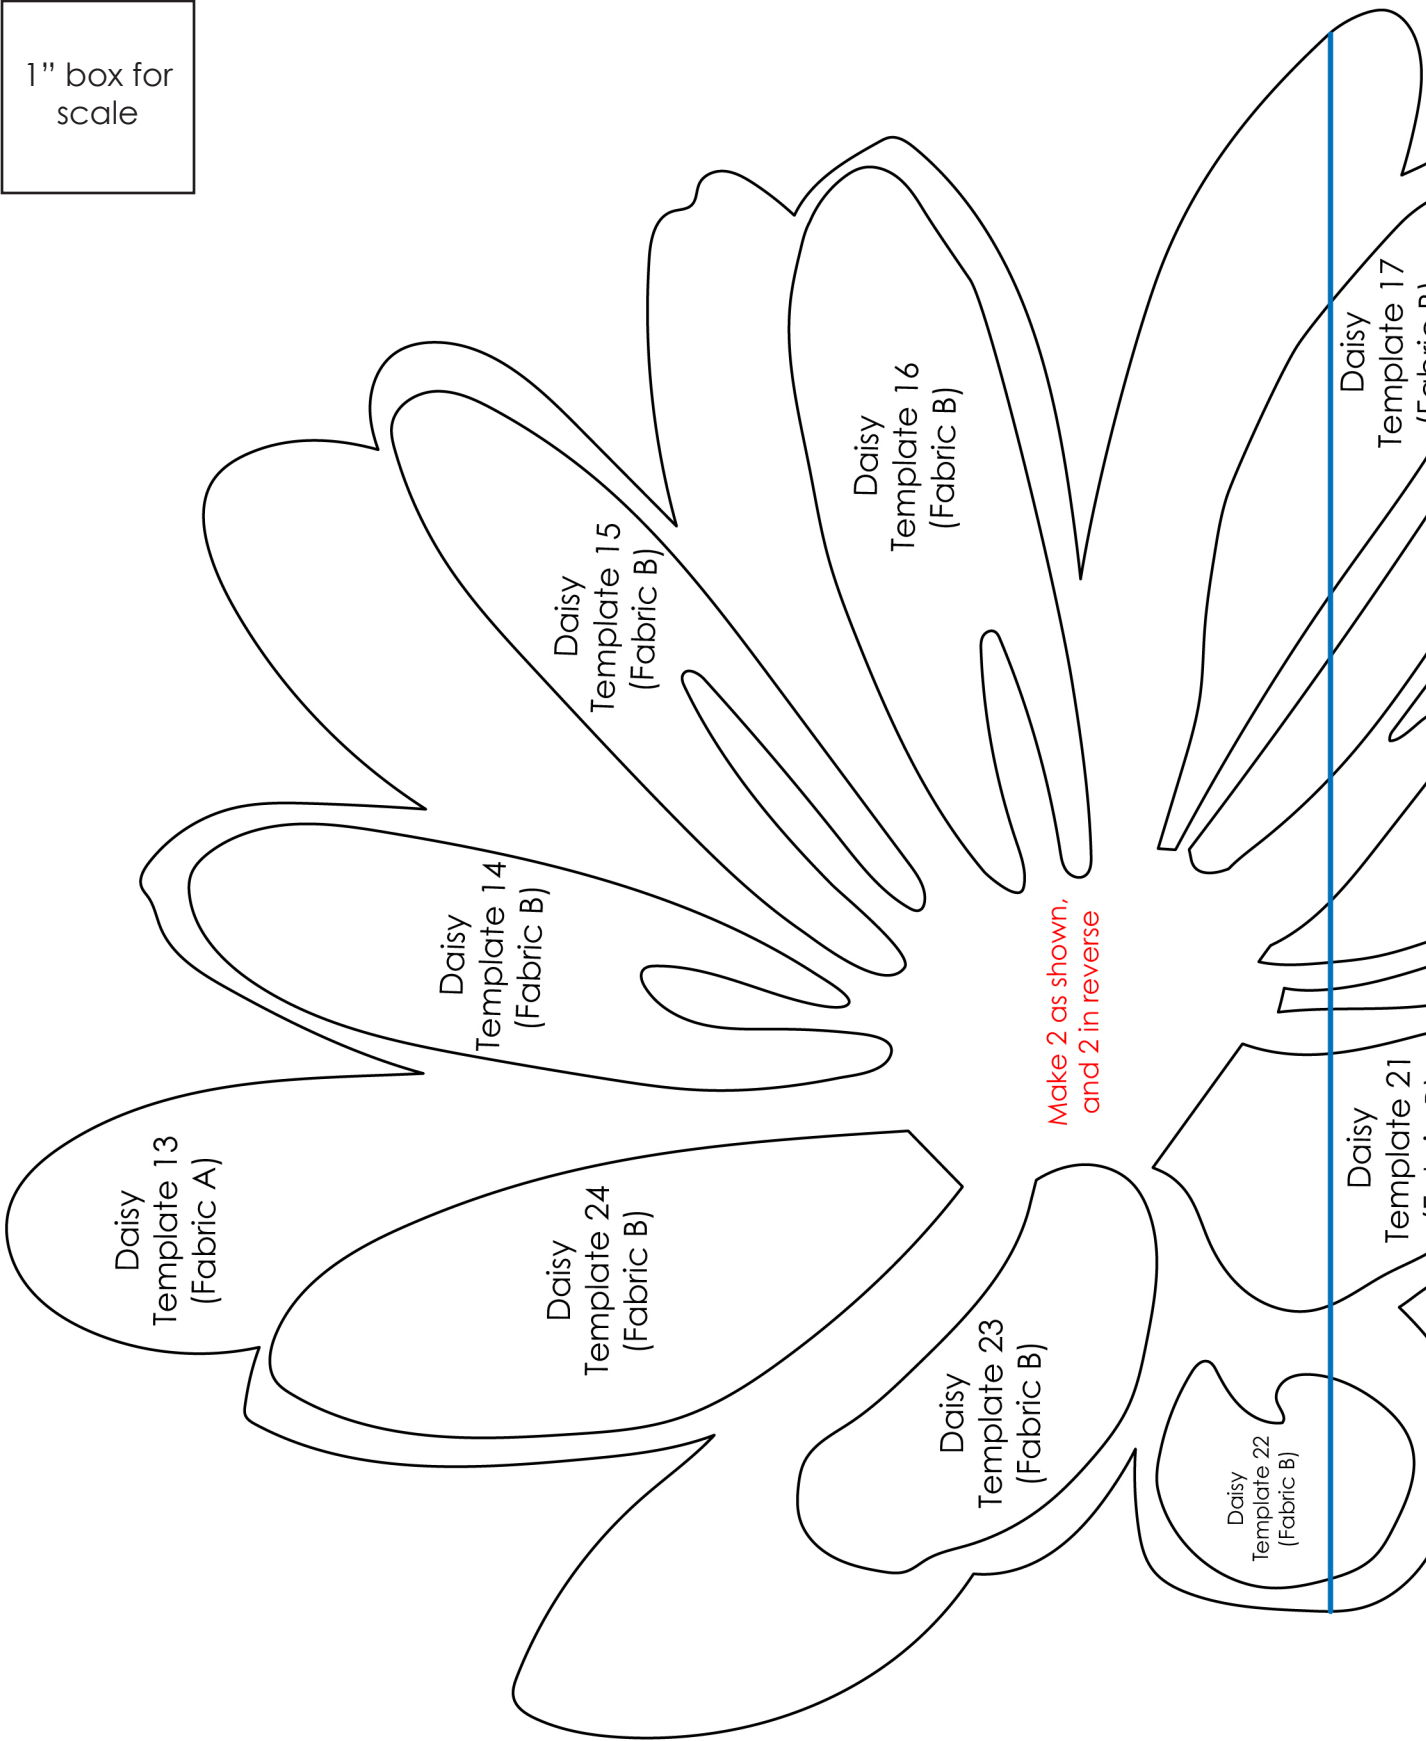 1” box for
scale
Daisy
Template 17
Daisy
Template 16
(Fabric B)
Daisy
Template 15
(Fabric B)
Daisy
Template 14
(Fabric B)
Make 2 as shown,
and 2 in reverse
Daisy
Template 13
(Fabric A)
Daisy
Template 24
(Fabric B)
Daisy
Template 21
Daisy
Template 23
(Fabric B)
Daisy
Template 22
(Fabric B)